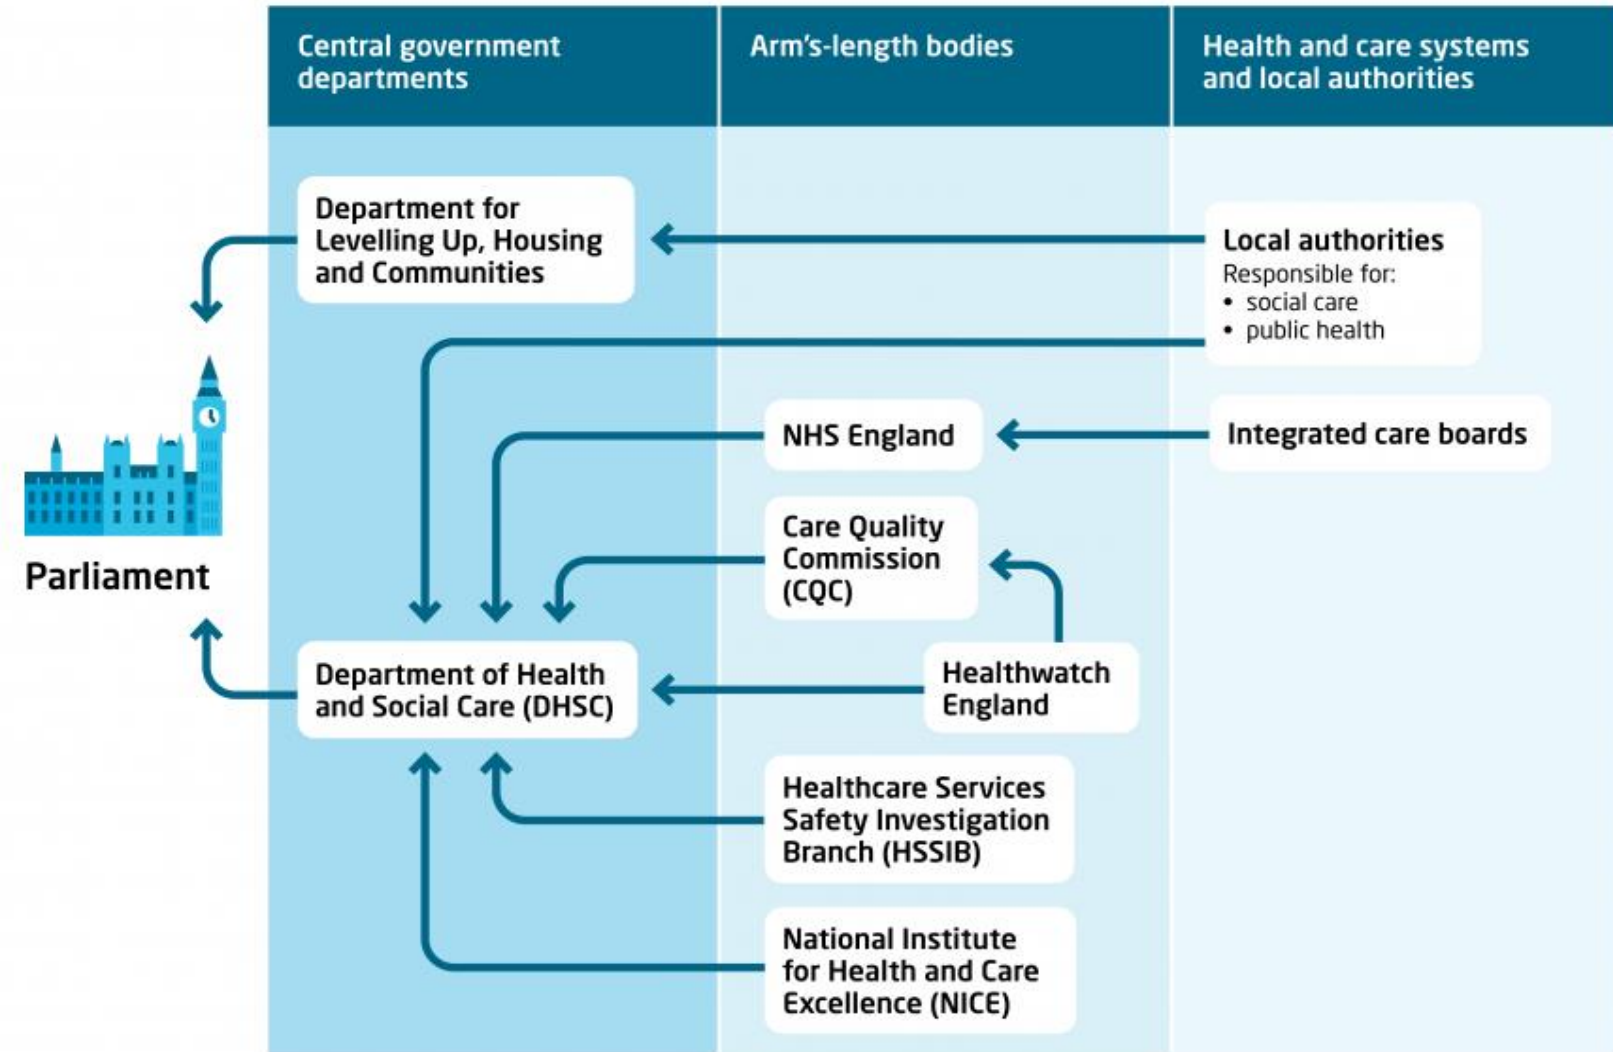 Central government
departments
Arm's-length bodies
Health and care systems
and local authorities
Department for
Levelling Up, Housing
and Communities
Local authorities
Responsible for:
• social care
• public health
NHS England
Integrated care boards
Care Quality
Commission
(CQC)
Parliament
Department of Health
and Social Care (DHSC)
Healthwatch
England
Healthcare Services
Safety Investigation
Branch (HSSIB)
National Institute
for Health and Care
Excellence (NICE)